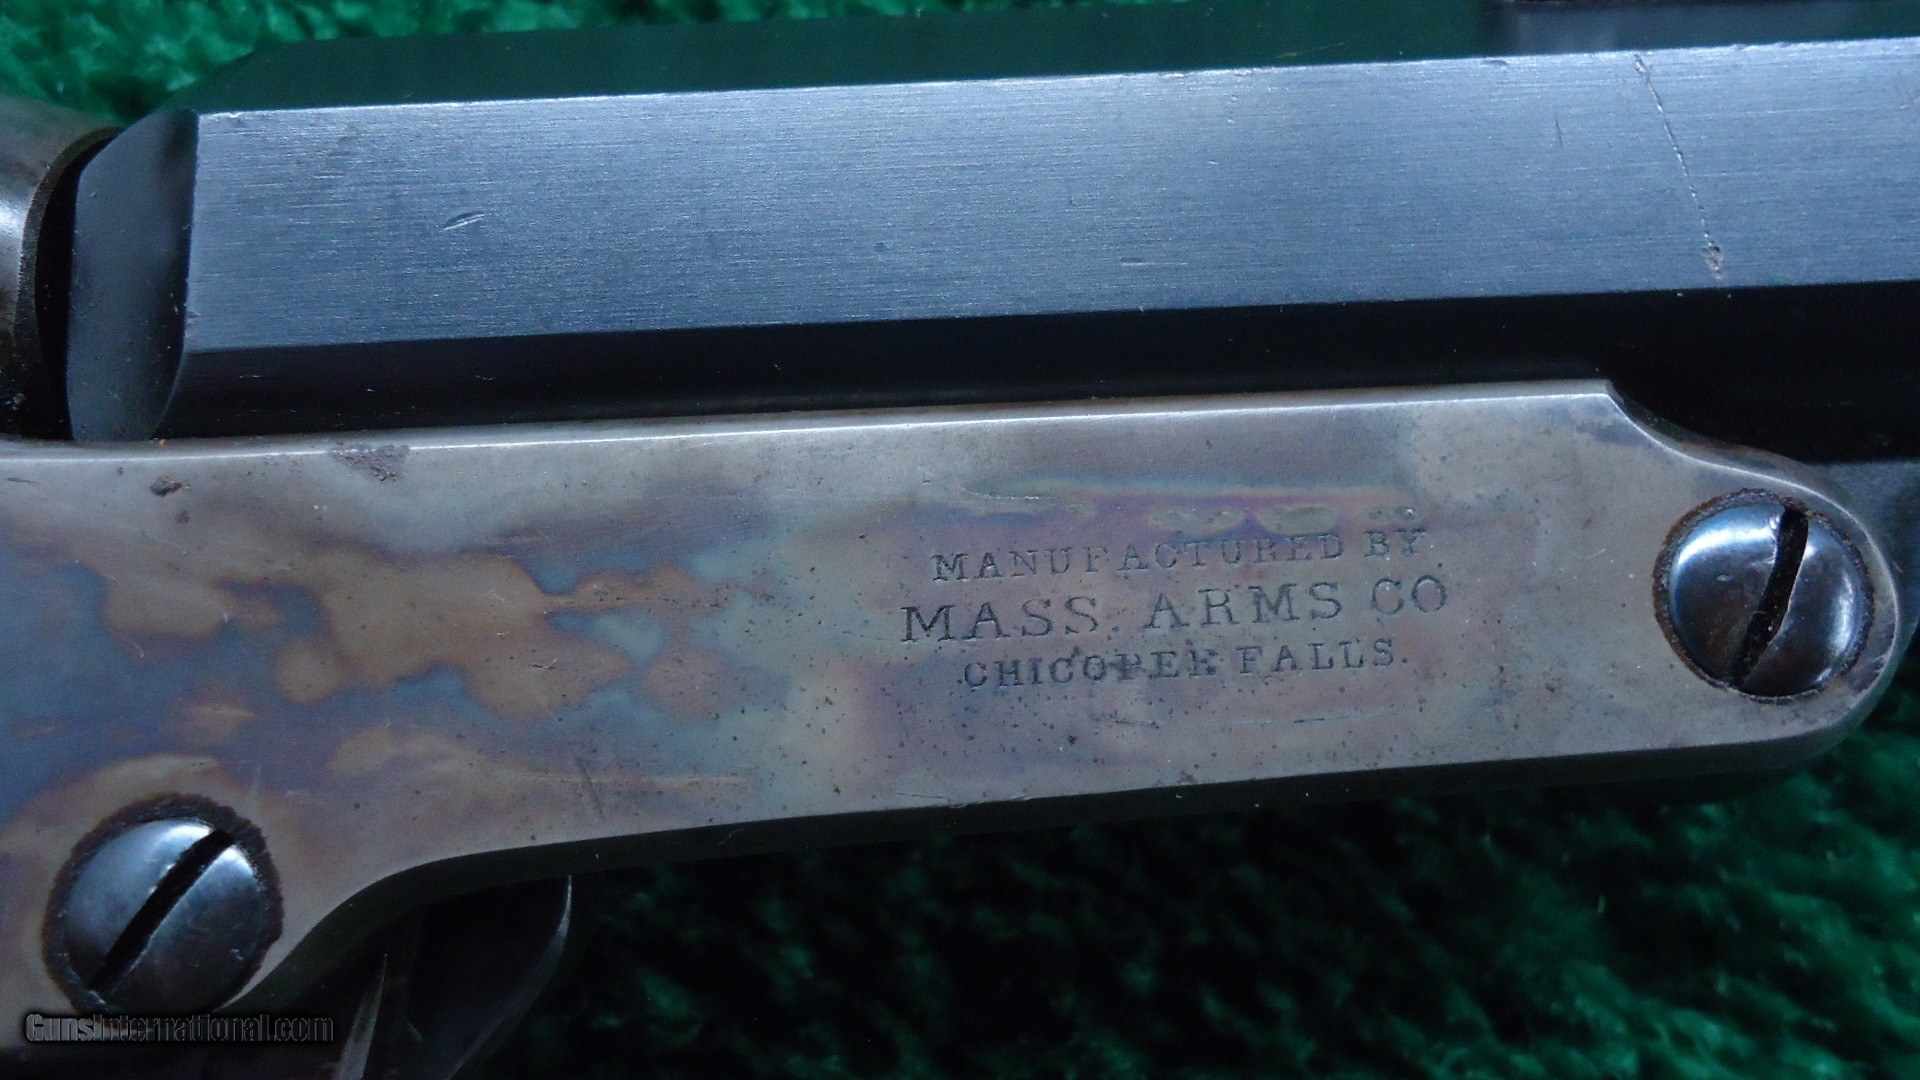 MANUFACTURED BY
MASS. ARMS CO
CHICOPEE FALLS.
GunsInternational.com